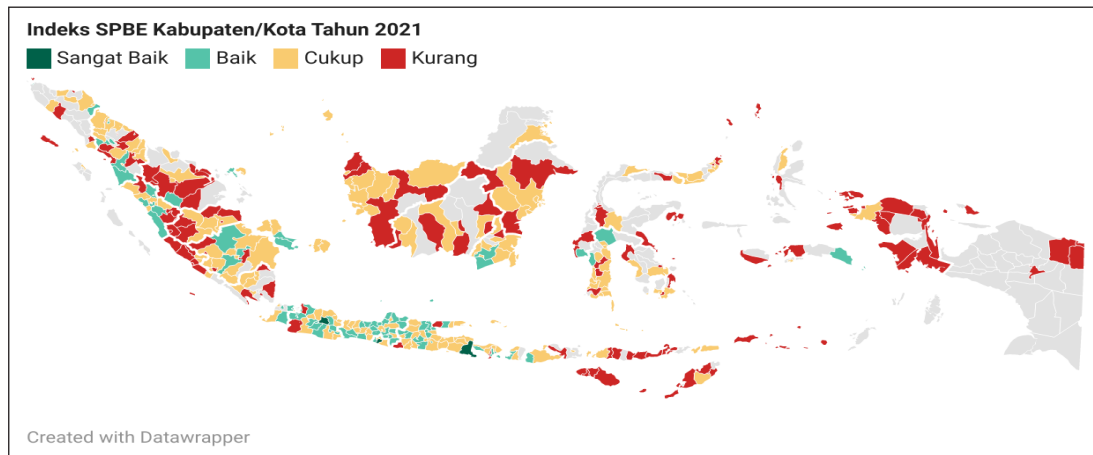 Indeks SPBE Kabupaten/Kota Tahun 2021
Sangat Baik Baik Cukup Kurang
Created with Datawrapper